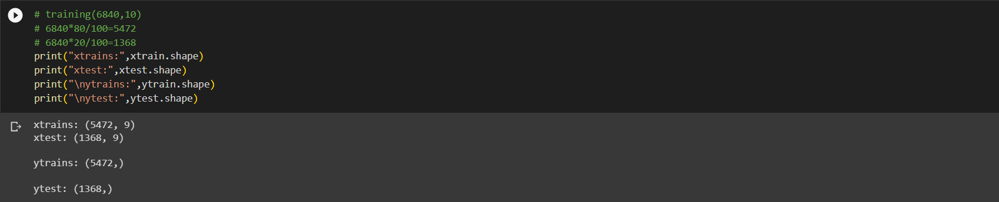 # training(6840,10)
# 6840*80/100=5472
# 6840*20/100=1368
print("xtrains:",xtrain.shape)
print("xtest:",xtest.shape)
print("\nytrains:",ytrain.shape)
print("\nytest:",ytest.shape)
xtrains: (5472, 9)
xtest: (1368, 9)
ytrains: (5472,)
ytest: (1368,)